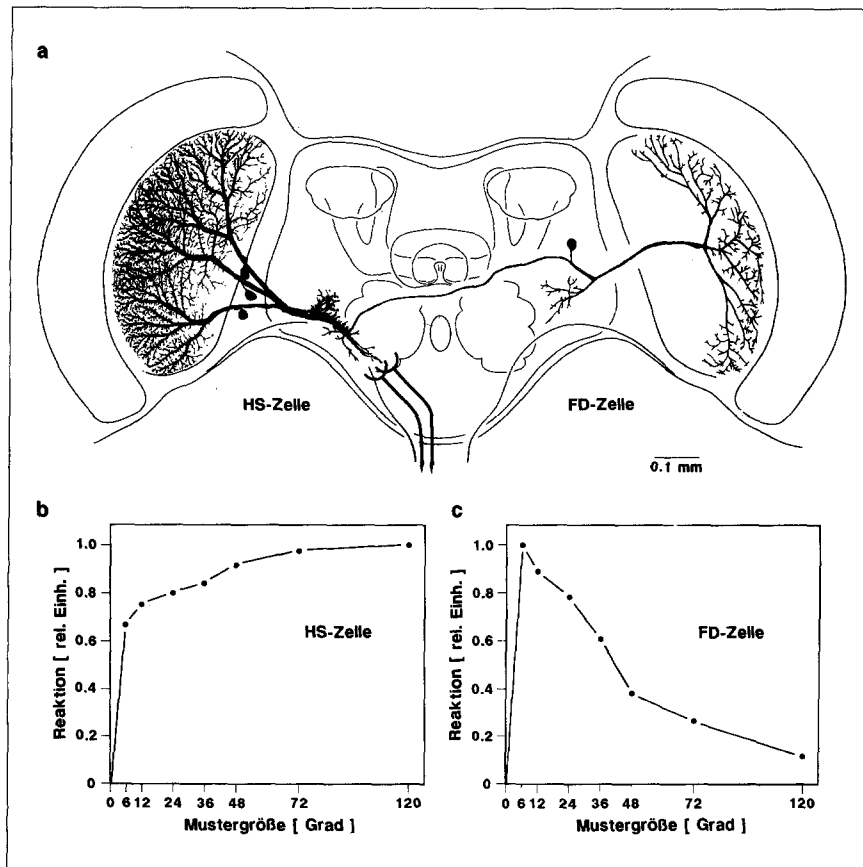 a
HS-Zelle
FD-Zelle
0.1 mm
b
Reaktion [ rel. Einh. ]
1.0
0.8
0.6
0.4
0.2
0
HS-Zelle
0 6 12 24 36 48 72 120
Mustergröße [ Grad ]
c
Reaktion [ rel. Einh. ]
1.0
0.8
0.6
0.4
0.2
0
FD-Zelle
0 6 12 24 36 48 72 120
Mustergröße [ Grad ]